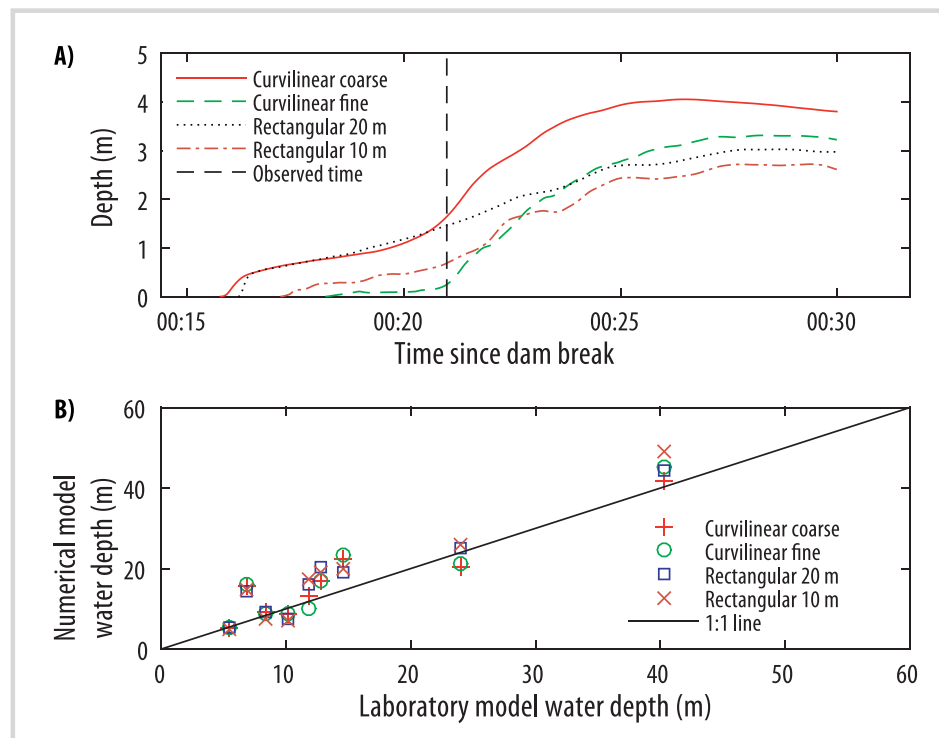 A)
Depth (m)
5
4
3
2
1
0
Curvilinear coarse
Curvilinear fine
Rectangular 20 m
Rectangular 10 m
Observed time
00:15
00:21
00:25
00:30
Time since dam break
B)
Numerical model
water depth (m)
60
40
20
0
Curvilinear coarse
Curvilinear fine
Rectangular 20 m
Rectangular 10 m
1:1 line
0
10
20
30
40
50
60
Laboratory model water depth (m)